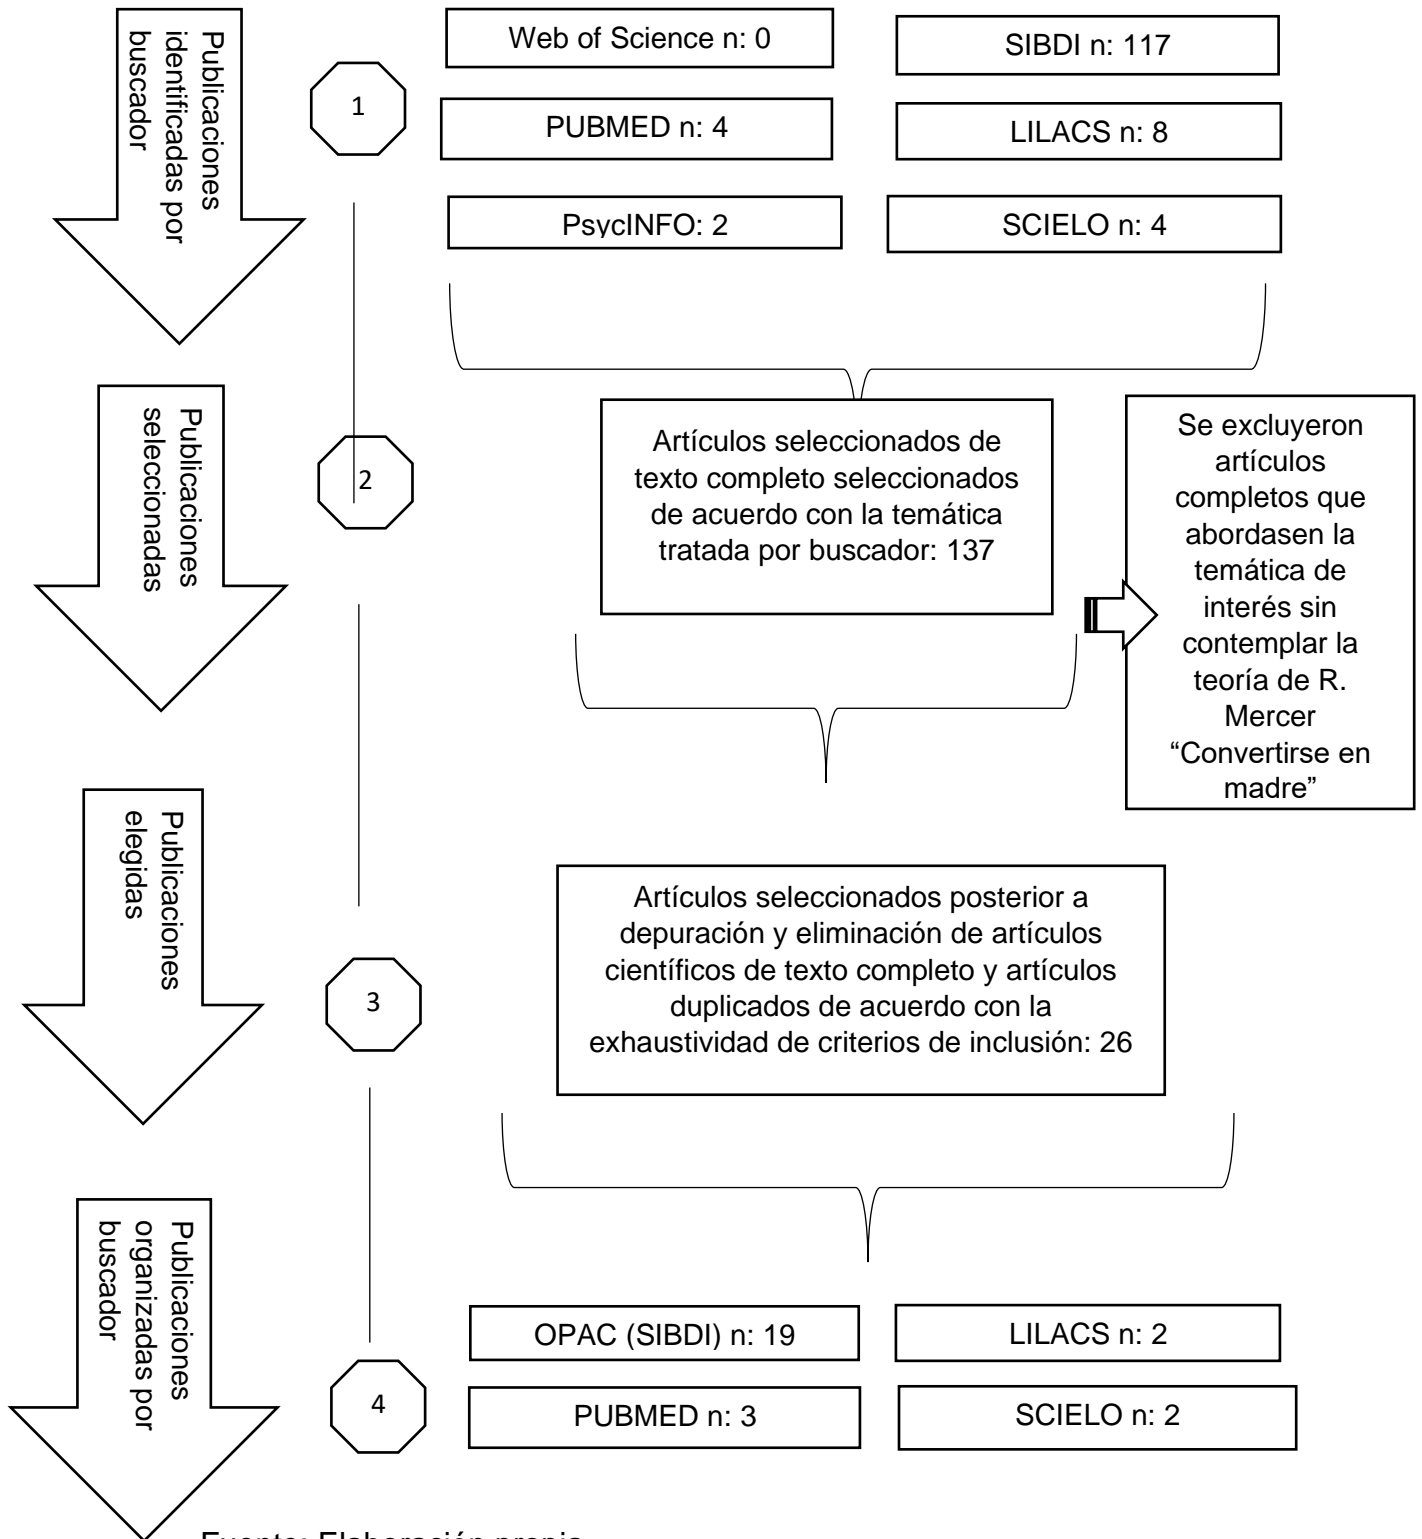 Publicaciones
identificadas por
buscador
1
Web of Science n: 0
SIBDI n: 117
PUBMED n: 4
LILACS n: 8
PsycINFO: 2
SCIELO n: 4
Publicaciones
seleccionadas
2
Artículos seleccionados de
texto completo seleccionados
de acuerdo con la temática
tratada por buscador: 137
Se excluyeron
artículos
completos que
abordasen la
temática de
interés sin
contemplar la
teoría de R.
Mercer
“Convertirse en
madre”
Publicaciones
elegidas
3
Artículos seleccionados posterior a
depuración y eliminación de artículos
científicos de texto completo y artículos
duplicados de acuerdo con la
exhaustividad de criterios de inclusión: 26
Publicaciones
organizadas por
buscador
4
OPAC (SIBDI) n: 19
LILACS n: 2
PUBMED n: 3
SCIELO n: 2
Fuente: Elaboración propia